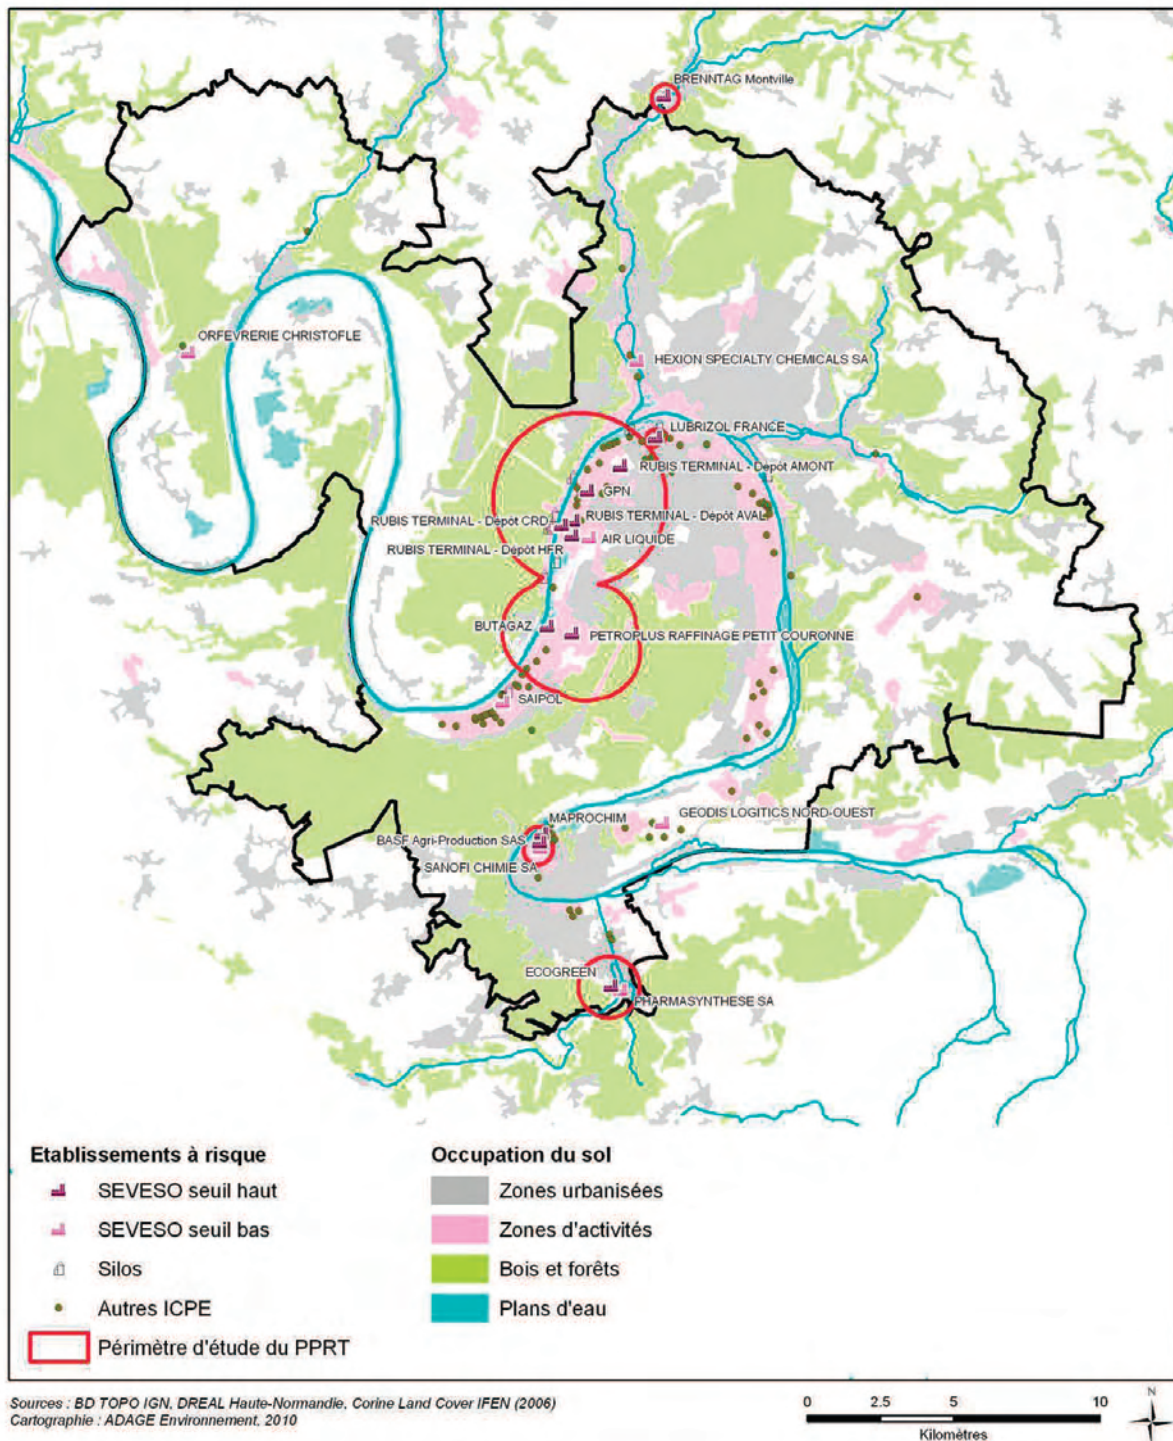 BRENNTAG Montville
ORFEVRERIE CHRISTOFLE
HEXION SPECIALTY CHEMICALS SA
LUBRIZOL FRANCE
RUBIS TERMINAL - Dépôt AMONT
GPN
RUBIS TERMINAL - Dépôt CRD
RUBIS TERMINAL - Dépôt AVAL
AIR LIQUIDE
RUBIS TERMINAL - Dépôt HFR
BUTAGAZ
PETROPLUS RAFFINAGE PETIT COURONNE
SAIPOL
MAPROCHIM
GEODIS LOGITICS NORD-OUEST
BASF Agri-Production SAS
SANOFI CHIMIE SA
ECOGREEN
PHARMASYNTHESE SA
Etablissements à risque
SEVESO seuil haut
SEVESO seuil bas
Silos
Autres ICPE
Périmètre d'étude du PPRT
Occupation du sol
Zones urbanisées
Zones d'activités
Bois et forêts
Plans d'eau
Sources : BD TOPO IGN, DREAL Haute-Normandie, Corine Land Cover IFEN (2006)
Cartographie : ADAGE Environnement, 2010
0 2.5 5 10
Kilomètres
N